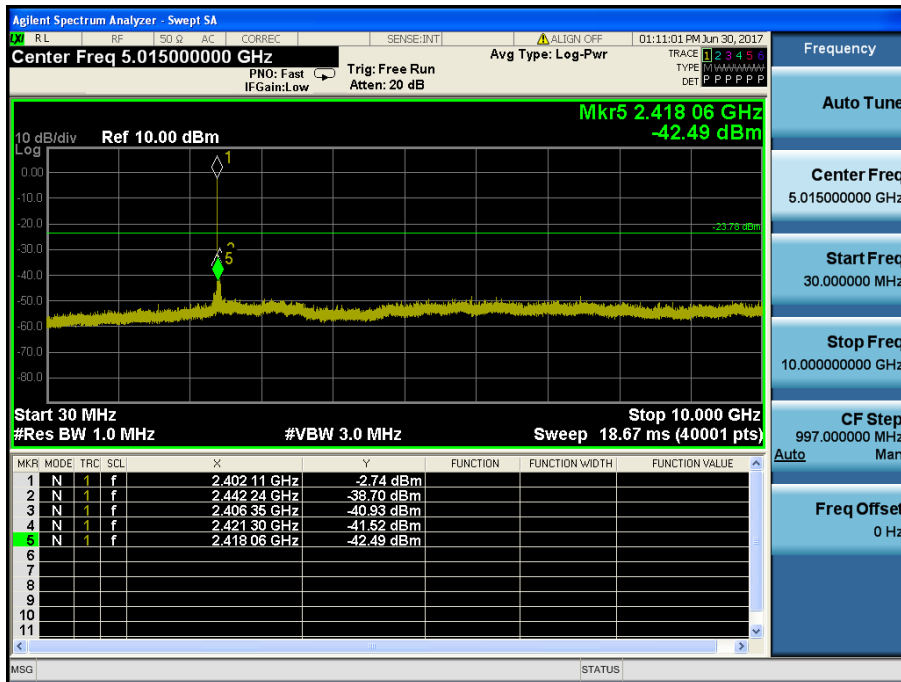 Agilent Spectrum Analyzer - Swept SA
LXI RL RF 50 Ω AC CORREC SENSE:INT ALIGN OFF 01:11:01 PM Jun 30, 2017
Center Freq 5.015000000 GHz
PNO: Fast
IFGain:Low
Trig: Free Run
Atten: 20 dB
Avg Type: Log-Pwr
TRACE 1 2 3 4 5 6
TYPE M W W W W W
DET P P P P P P
Mkr5 2.418 06 GHz
-42.49 dBm
10 dB/div Ref 10.00 dBm
Log
0.00
-10.0
-20.0
-30.0
-40.0
-50.0
-60.0
-70.0
-80.0
1
5
-23.78 dBm
Start 30 MHz Stop 10.000 GHz
#Res BW 1.0 MHz #VBW 3.0 MHz Sweep 18.67 ms (40001 pts)
MKR MODE TRC SCL X Y FUNCTION FUNCTION WIDTH FUNCTION VALUE
1 N 1 f 2.402 11 GHz -2.74 dBm
2 N 1 f 2.442 24 GHz -38.70 dBm
3 N 1 f 2.406 35 GHz -40.93 dBm
4 N 1 f 2.421 30 GHz -41.52 dBm
5 N 1 f 2.418 06 GHz -42.49 dBm
6
7
8
9
10
11
MSG STATUS
Frequency
Auto Tune
Center Freq
5.015000000 GHz
Start Freq
30.000000 MHz
Stop Freq
10.000000000 GHz
CF Step
997.000000 MHz
Auto Man
Freq Offset
0 Hz